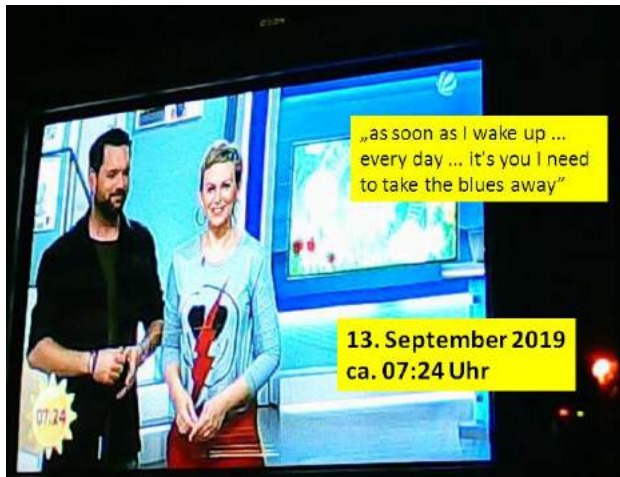 „as soon as I wake up ...
every day ... it's you I need
to take the blues away”
13. September 2019
ca. 07:24 Uhr
07:24